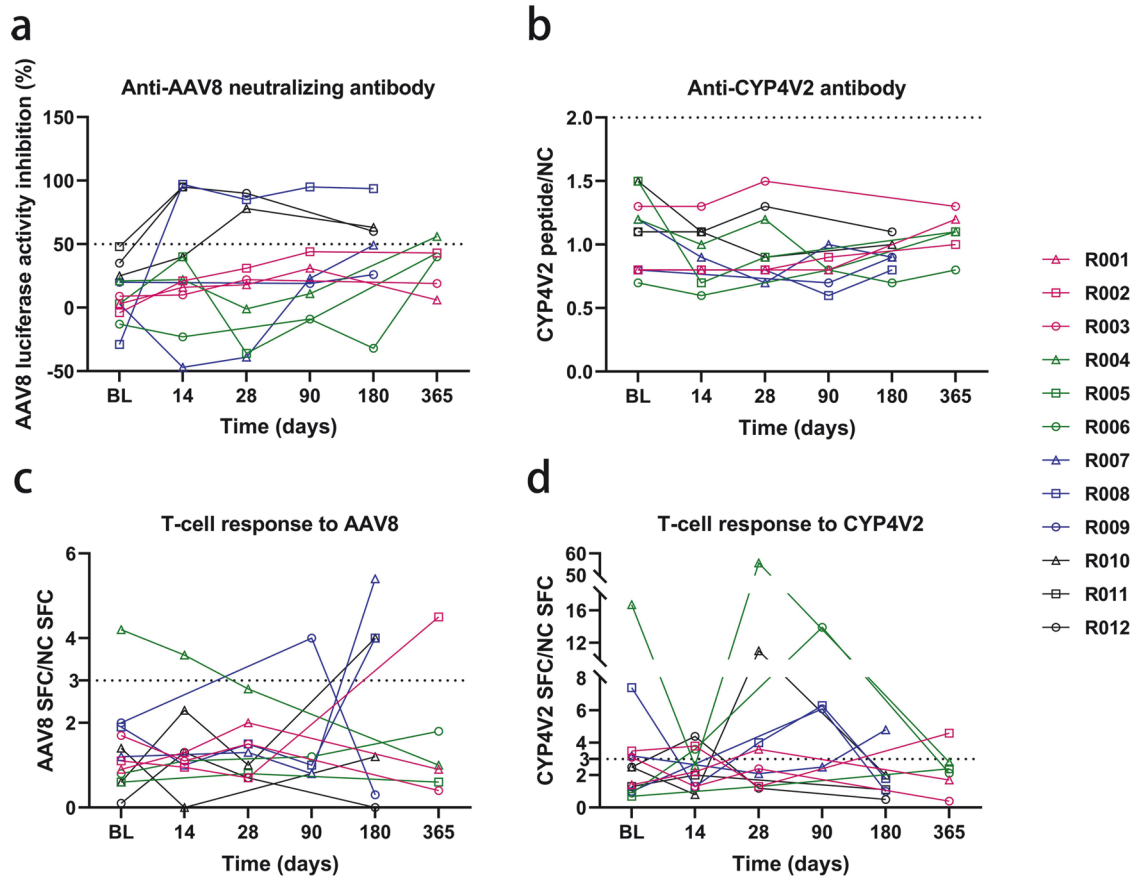 a
Anti-AAV8 neutralizing antibody
AAV8 luciferase activity inhibition (%)
150
100
50
0
-50
BL 14 28 90 180 365
Time (days)
b
Anti-CYP4V2 antibody
CYP4V2 peptide/NC
2.0
1.5
1.0
0.5
0.0
BL 14 28 90 180 365
Time (days)
c
T-cell response to AAV8
AAV8 SFC/NC SFC
6
4
3
2
0
BL 14 28 90 180 365
Time (days)
d
T-cell response to CYP4V2
CYP4V2 SFC/NC SFC
60
50
16
12
8
6
4
3
2
0
BL 14 28 90 180 365
Time (days)
R001
R002
R003
R004
R005
R006
R007
R008
R009
R010
R011
R012